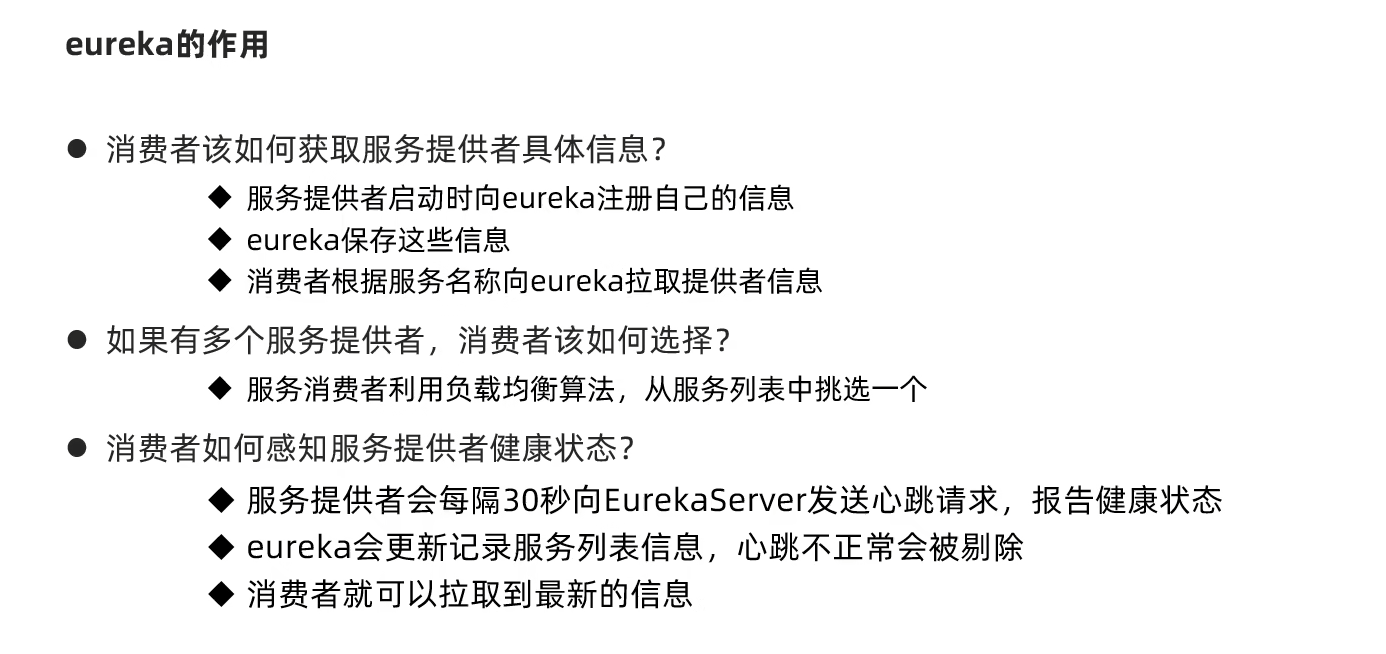 eureka的作用
消费者该如何获取服务提供者具体信息？
服务提供者启动时向eureka注册自己的信息
eureka保存这些信息
消费者根据服务名称向eureka拉取提供者信息
如果有多个服务提供者，消费者该如何选择？
服务消费者利用负载均衡算法，从服务列表中挑选一个
消费者如何感知服务提供者健康状态？
服务提供者会每隔30秒向EurekaServer发送心跳请求，报告健康状态
eureka会更新记录服务列表信息，心跳不正常会被剔除
消费者就可以拉取到最新的信息